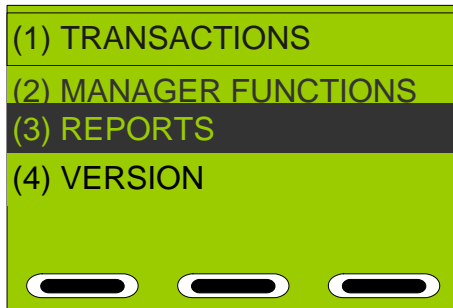 (1) TRANSACTIONS
(2) MANAGER FUNCTIONS
(3) REPORTS
(4) VERSION